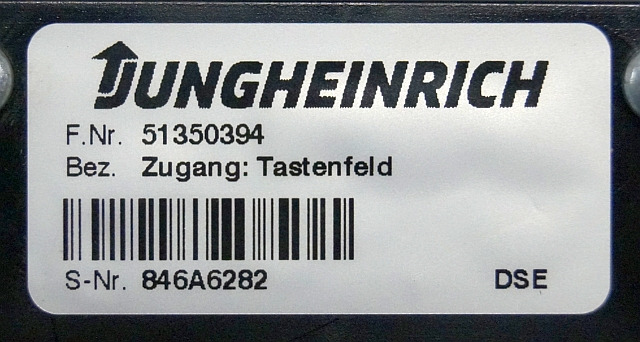 JUNGHEINRICH
F.Nr. 51350394
Bez. Zugang: Tastenfeld
S-Nr. 846A6282 DSE